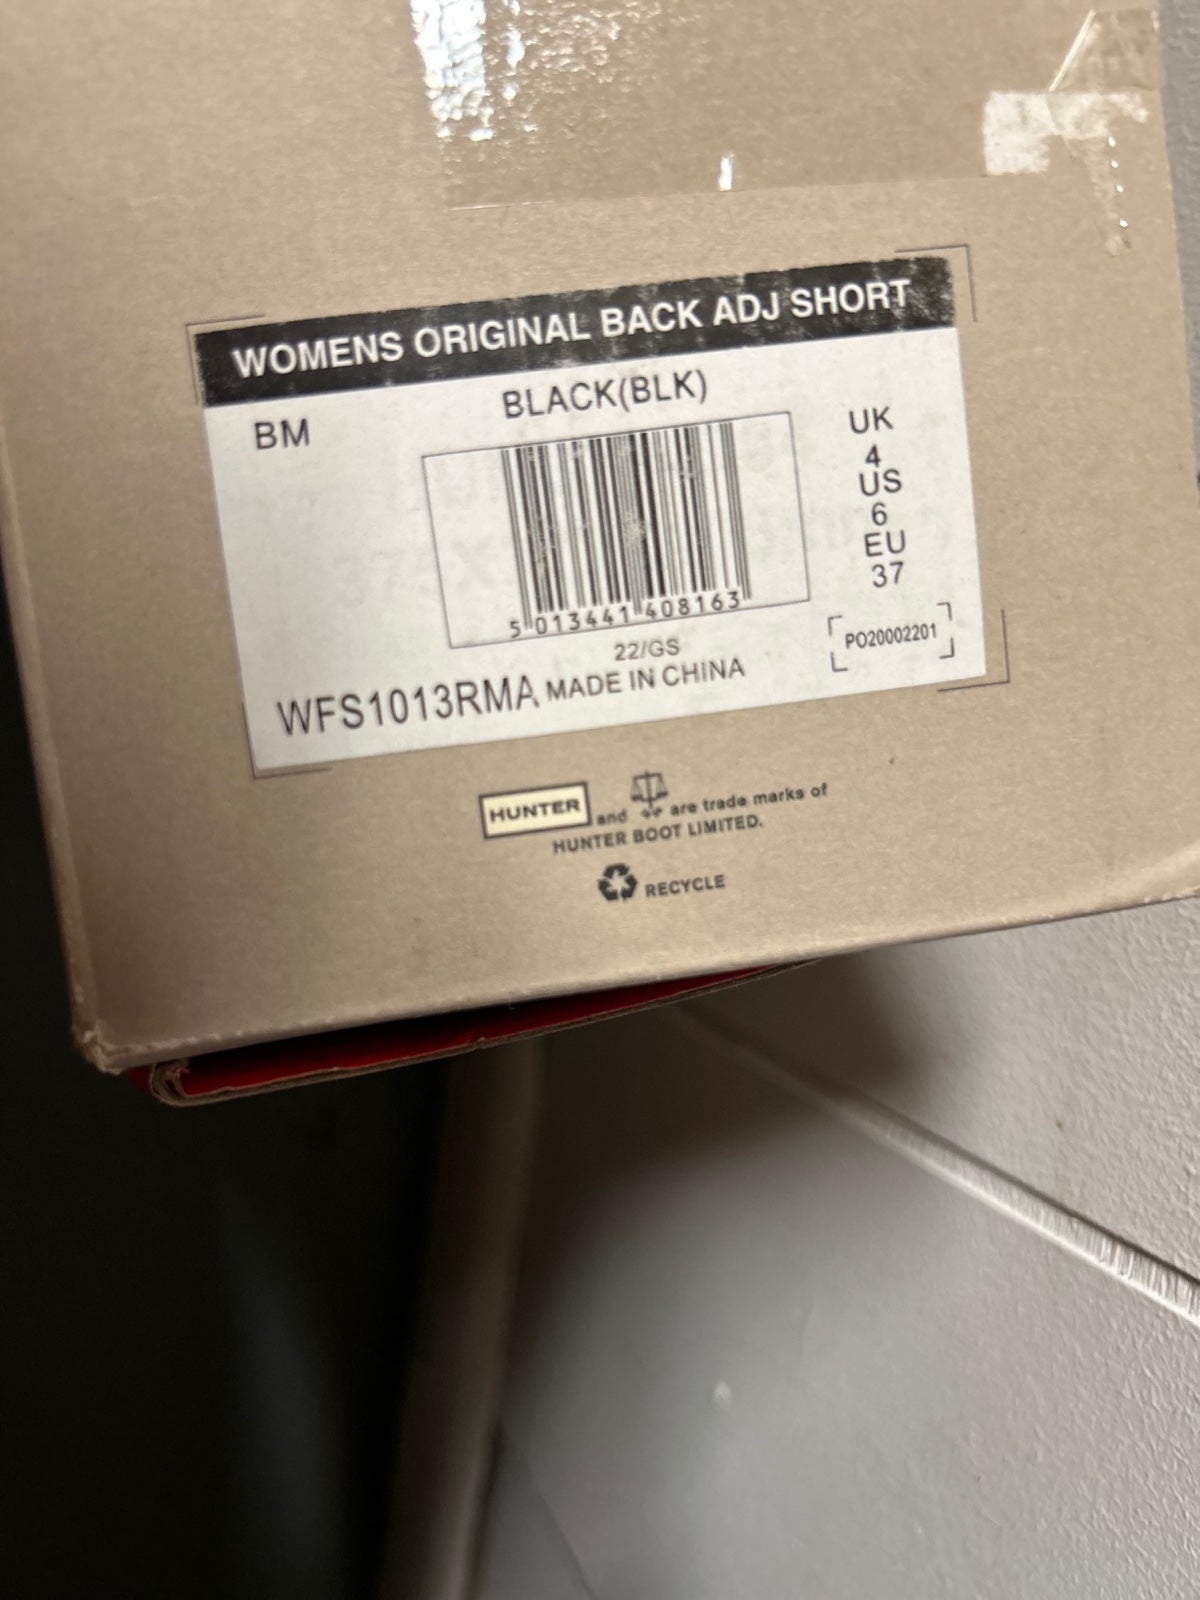 WOMENS ORIGINAL BACK ADJ SHORT
BLACK(BLK)
BM
UK
4
US
6
EU
37
5 013441 408163
22/GS
PO20002201
WFS1013RMA MADE IN CHINA
HUNTER and are trade marks of
HUNTER BOOT LIMITED.
RECYCLE